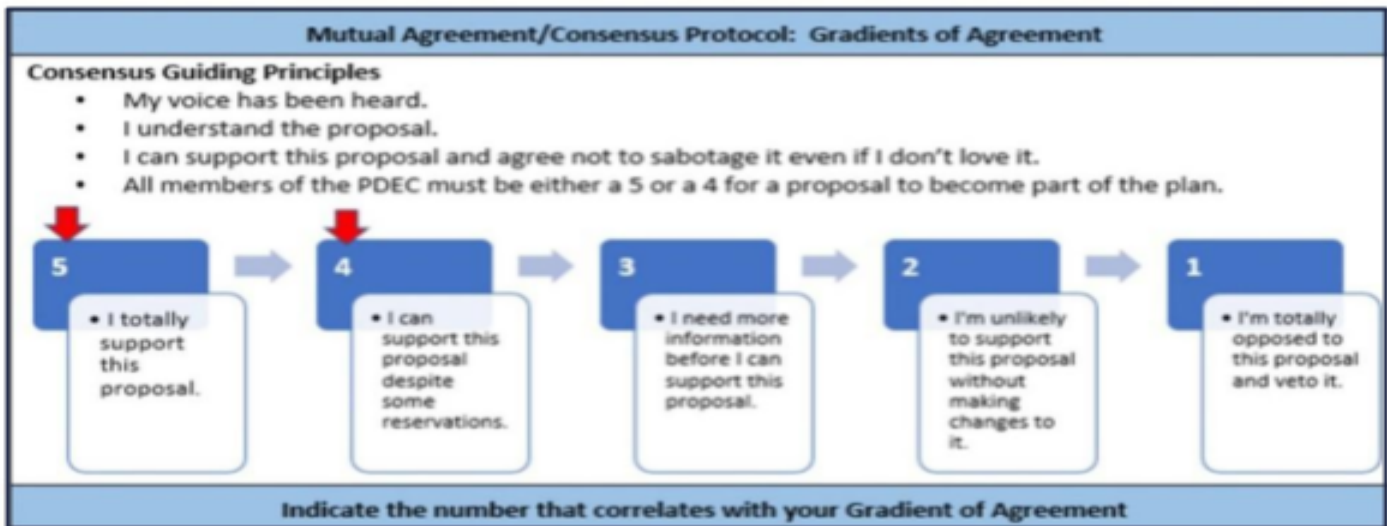 Mutual Agreement/Consensus Protocol: Gradients of Agreement
Consensus Guiding Principles
• My voice has been heard.
• I understand the proposal.
• I can support this proposal and agree not to sabotage it even if I don't love it.
• All members of the PDEC must be either a 5 or a 4 for a proposal to become part of the plan.
5
• I totally
support
this
proposal.
4
• I can
support this
proposal
despite
some
reservations.
3
• I need more
information
before I can
support this
proposal.
2
• I'm unlikely
to support
this proposal
without
making
changes to
it.
1
• I'm totally
opposed to
this proposal
and veto it.
Indicate the number that correlates with your Gradient of Agreement